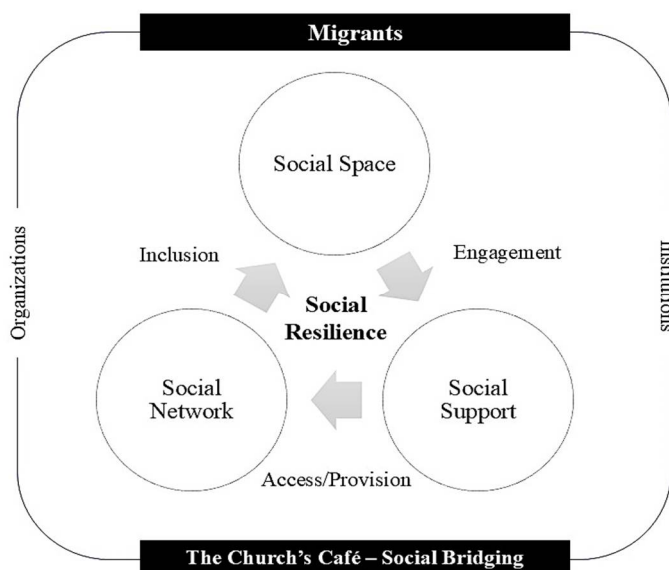 Migrants
Social Space
Organizations
Inclusion
Engagement
Social
Resilience
Social
Network
Social
Support
Access/Provision
The Church's Café – Social Bridging